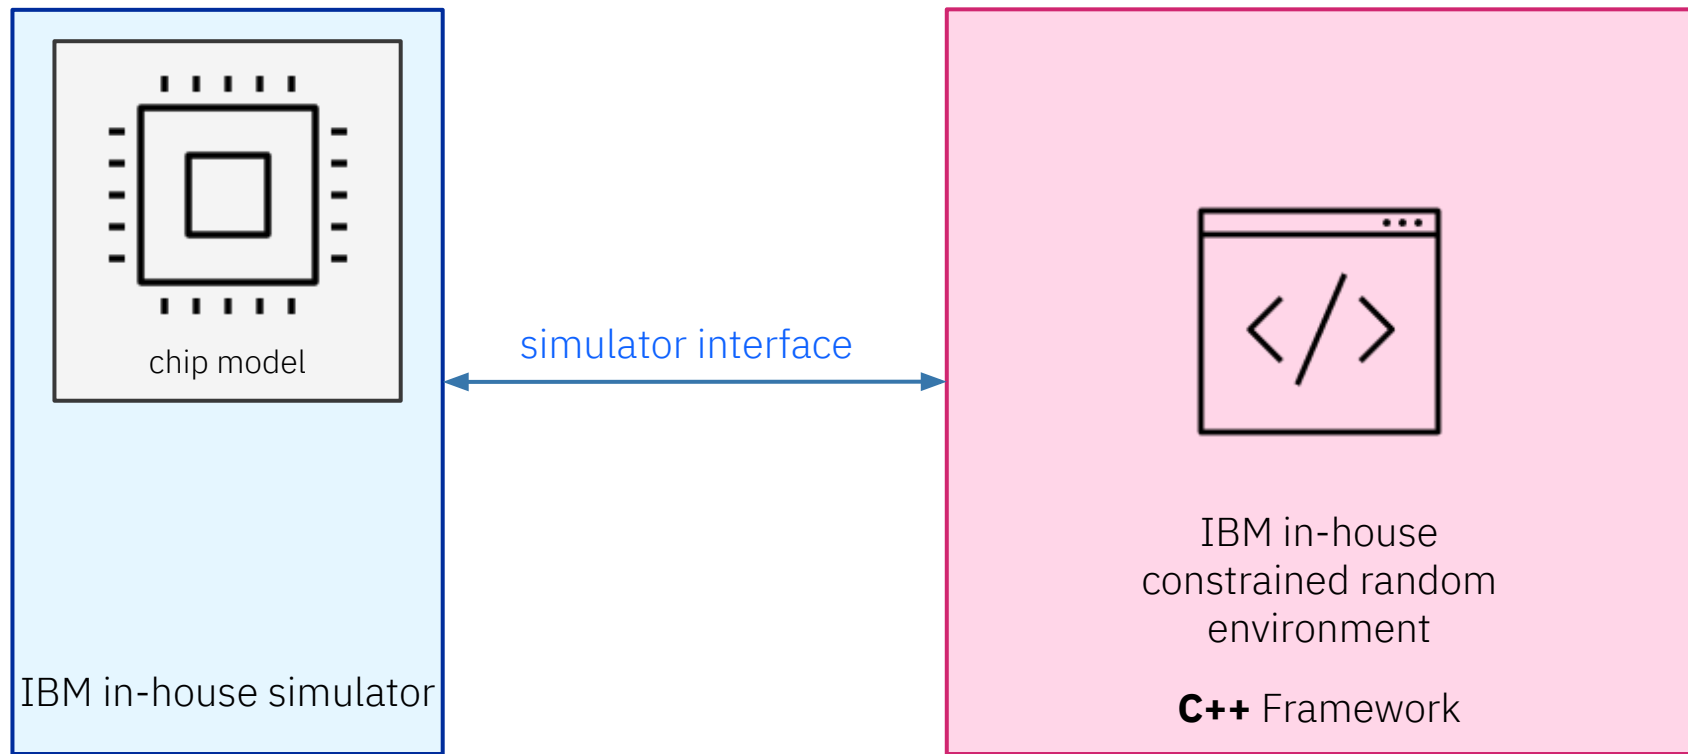 chip model
IBM in-house simulator
simulator interface
</>
IBM in-house
constrained random
environment
C++ Framework